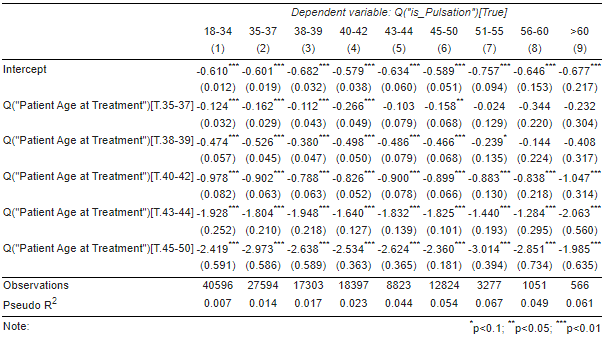 Dependent variable: Q("is_Pulsation")[True]
18-34 35-37 38-39 40-42 43-44 45-50 51-55 56-60 >60
(1) (2) (3) (4) (5) (6) (7) (8) (9)
Intercept -0.610*** -0.601*** -0.682*** -0.579*** -0.634*** -0.589*** -0.757*** -0.646*** -0.677***
(0.012) (0.019) (0.032) (0.038) (0.060) (0.051) (0.094) (0.153) (0.217)
Q("Patient Age at Treatment")[T.35-37] -0.124*** -0.162*** -0.112*** -0.266*** -0.103 -0.158** -0.024 -0.344 -0.232
(0.032) (0.029) (0.043) (0.049) (0.079) (0.068) (0.129) (0.220) (0.304)
Q("Patient Age at Treatment")[T.38-39] -0.474*** -0.526*** -0.380*** -0.498*** -0.486*** -0.466*** -0.239* -0.144 -0.408
(0.057) (0.045) (0.047) (0.050) (0.079) (0.068) (0.135) (0.224) (0.317)
Q("Patient Age at Treatment")[T.40-42] -0.978*** -0.902*** -0.788*** -0.826*** -0.900*** -0.899*** -0.883*** -0.838*** -1.047***
(0.082) (0.063) (0.063) (0.052) (0.078) (0.066) (0.130) (0.218) (0.314)
Q("Patient Age at Treatment")[T.43-44] -1.928*** -1.804*** -1.948*** -1.640*** -1.832*** -1.825*** -1.440*** -1.284*** -2.063***
(0.252) (0.210) (0.218) (0.127) (0.139) (0.101) (0.193) (0.295) (0.560)
Q("Patient Age at Treatment")[T.45-50] -2.419*** -2.973*** -2.638*** -2.534*** -2.624*** -2.360*** -3.014*** -2.851*** -1.985***
(0.591) (0.586) (0.589) (0.363) (0.365) (0.181) (0.394) (0.734) (0.635)
Observations 40596 27594 17303 18397 8823 12824 3277 1051 566
Pseudo R² 0.007 0.014 0.017 0.023 0.044 0.054 0.067 0.049 0.061
Note: *p<0.1; **p<0.05; ***p<0.01